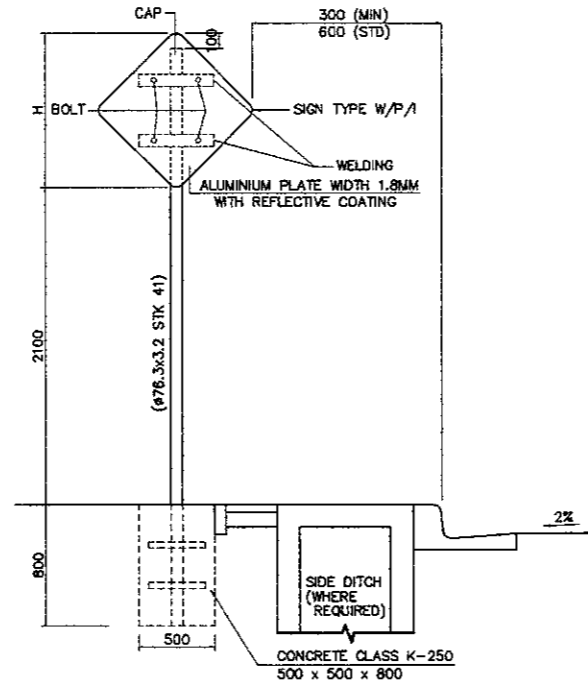 CAP
300 (MIN)
600 (STD)
100
H
BOLT
SIGN TYPE W/P/I
WELDING
ALUMINIUM PLATE WIDTH 1.8MM
WITH REFLECTIVE COATING
2100
(ø76.3x3.2 STK 41)
2%
800
SIDE DITCH
(WHERE
REQUIRED)
500
CONCRETE CLASS K-250
500 x 500 x 800